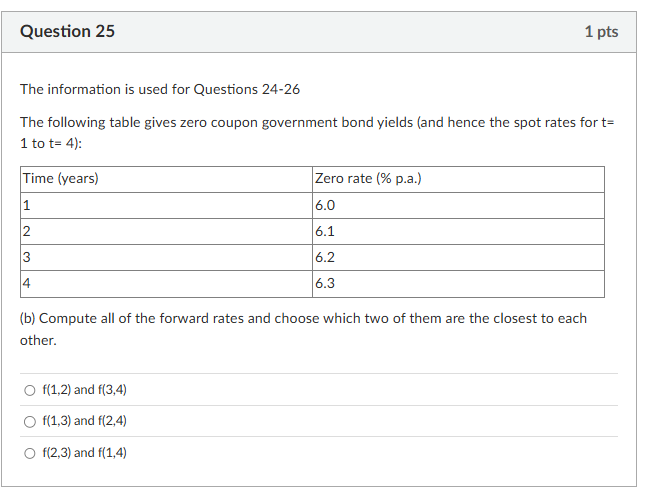 Question 25
1 pts
The information is used for Questions 24-26
The following table gives zero coupon government bond yields (and hence the spot rates for t=
1 to t= 4):
Time (years) Zero rate (% p.a.)
1 6.0
2 6.1
3 6.2
4 6.3
(b) Compute all of the forward rates and choose which two of them are the closest to each
other.
f(1,2) and f(3,4)
f(1,3) and f(2,4)
f(2,3) and f(1,4)